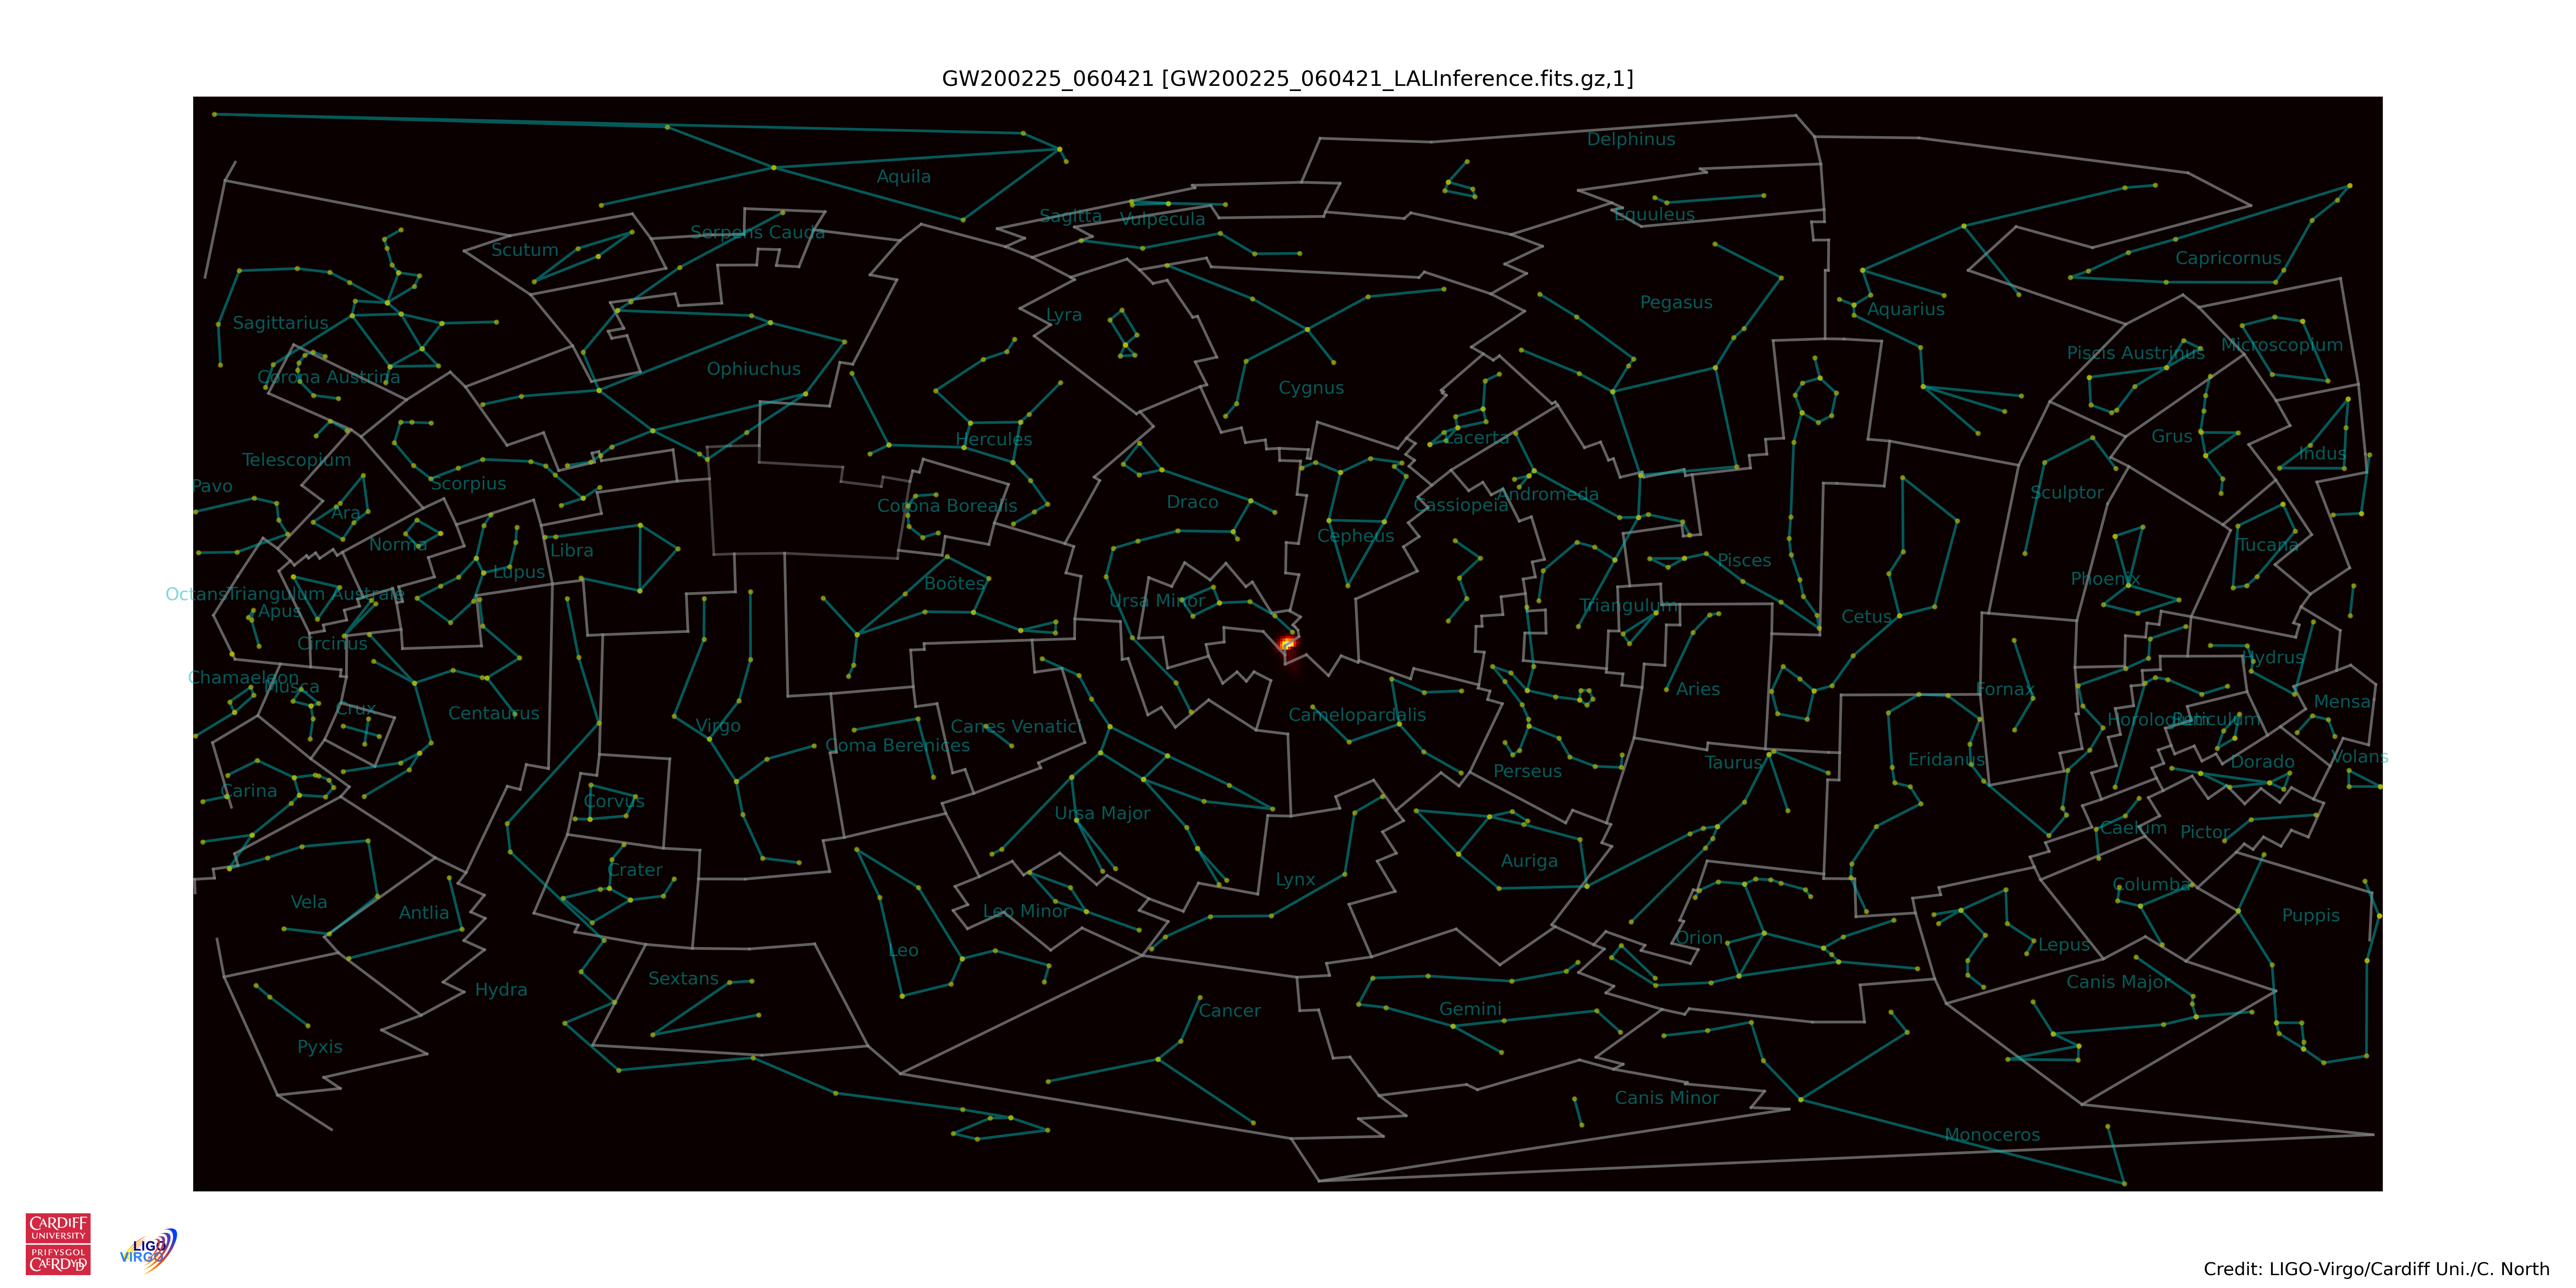 GW200225_060421 [GW200225_060421_LALInference.fits.gz,1]
Delphinus
Aquila
Sagitta
Vulpecula
Equuleus
Serpens Cauda
Scutum
Capricornus
Pegasus
Aquarius
Lyra
Sagittarius
Microscopium
Piscis Austrinus
Ophiuchus
Corona Austrina
Cygnus
Hercules
Lacerta
Grus
Indus
Telescopium
Scorpius
Pavo
Sculptor
Andromeda
Draco
Corona Borealis
Cassiopeia
Ara
Cepheus
Norma
Libra
Tucana
Pisces
Lupus
Phoenix
Boötes
Octans
Triangulum Australe
Ursa Minor
Triangulum
Apus
Cetus
Circinus
Hydrus
Chamaeleon
Musca
Aries
Fornax
Mensa
Crux
Centaurus
Camelopardalis
Horologium
Reticulum
Virgo
Canes Venatici
Coma Berenices
Volans
Perseus
Taurus
Eridanus
Dorado
Carina
Corvus
Ursa Major
Caelum
Pictor
Auriga
Crater
Lynx
Columba
Vela
Antlia
Leo Minor
Puppis
Orion
Lepus
Leo
Sextans
Canis Major
Hydra
Cancer
Gemini
Pyxis
Canis Minor
Monoceros
CARDIFF
UNIVERSITY
PRIFYSGOL
CAERDYDD
LIGO
VIRGO
Credit: LIGO-Virgo/Cardiff Uni./C. North